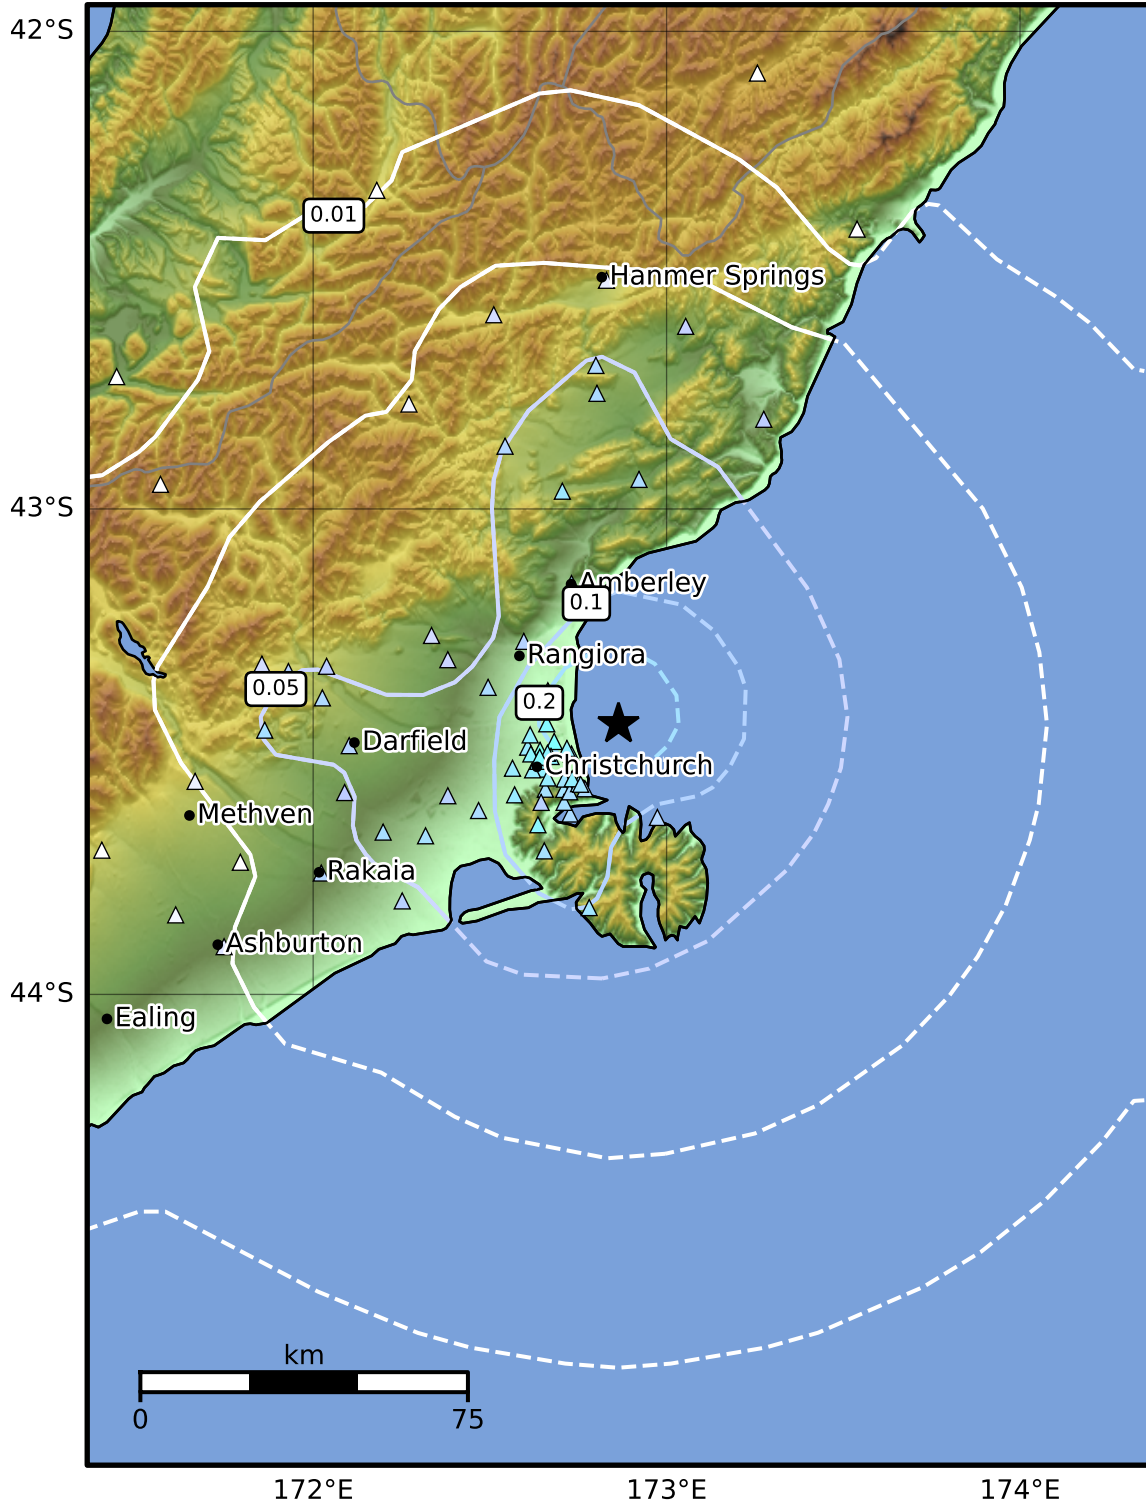 42°S
0.01
Hanmer Springs
43°S
Amberley
0.1
Rangiora
0.05
0.2
Darfield
Christchurch
Methven
Rakaia
Ashburton
44°S
Ealing
km
0
75
172°E
173°E
174°E